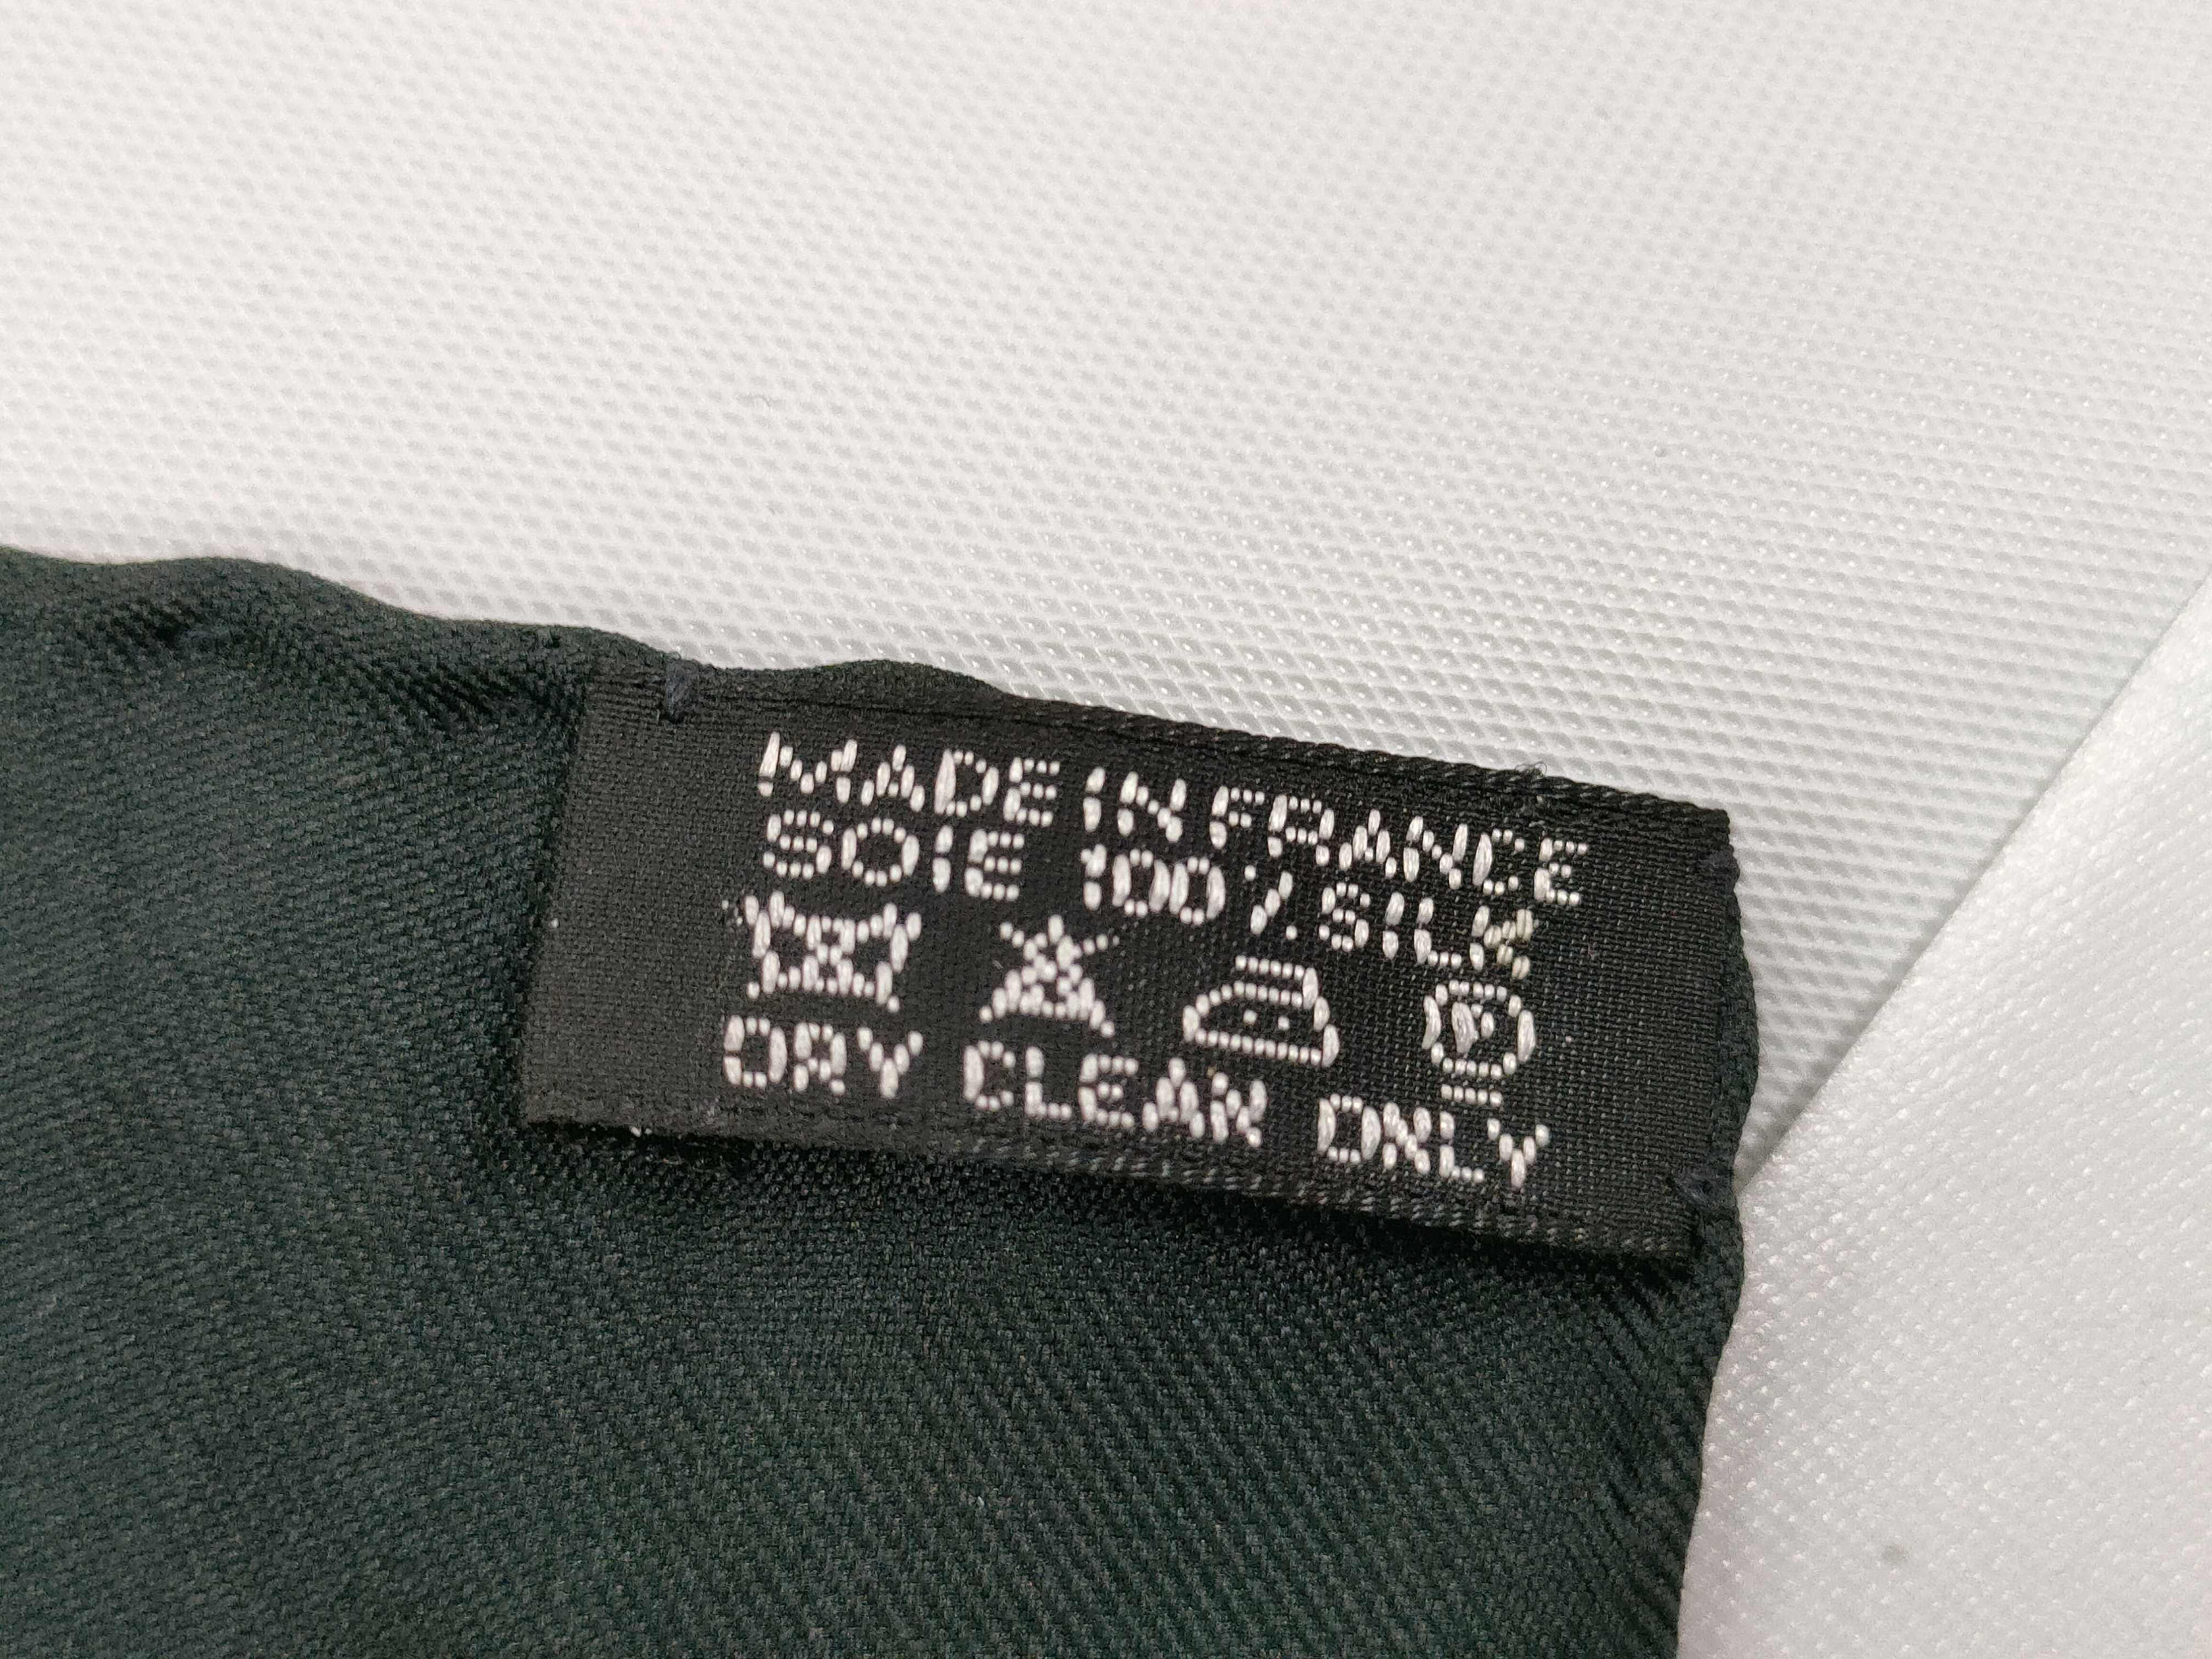 MADE IN FRANCE
SOIE 100% SILK
P
DRY CLEAN ONLY